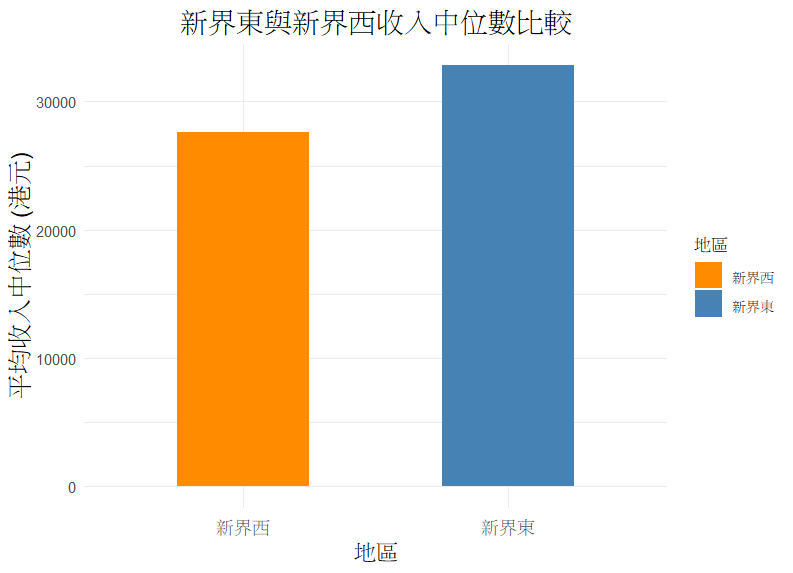 新界東與新界西收入中位數比較
平均收入中位數 (港元)
30000
20000
10000
0
新界西
新界東
地區
地區
新界西
新界東